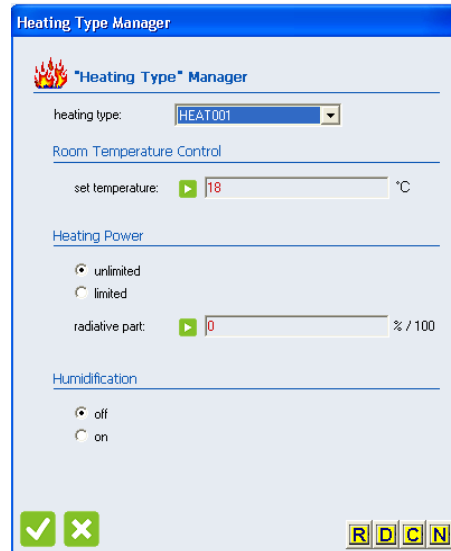 Heating Type Manager
"Heating Type" Manager
heating type: HEAT001
Room Temperature Control
set temperature: 18 °C
Heating Power
unlimited
limited
radiative part: 0 % / 100
Humidification
off
on
R D C N